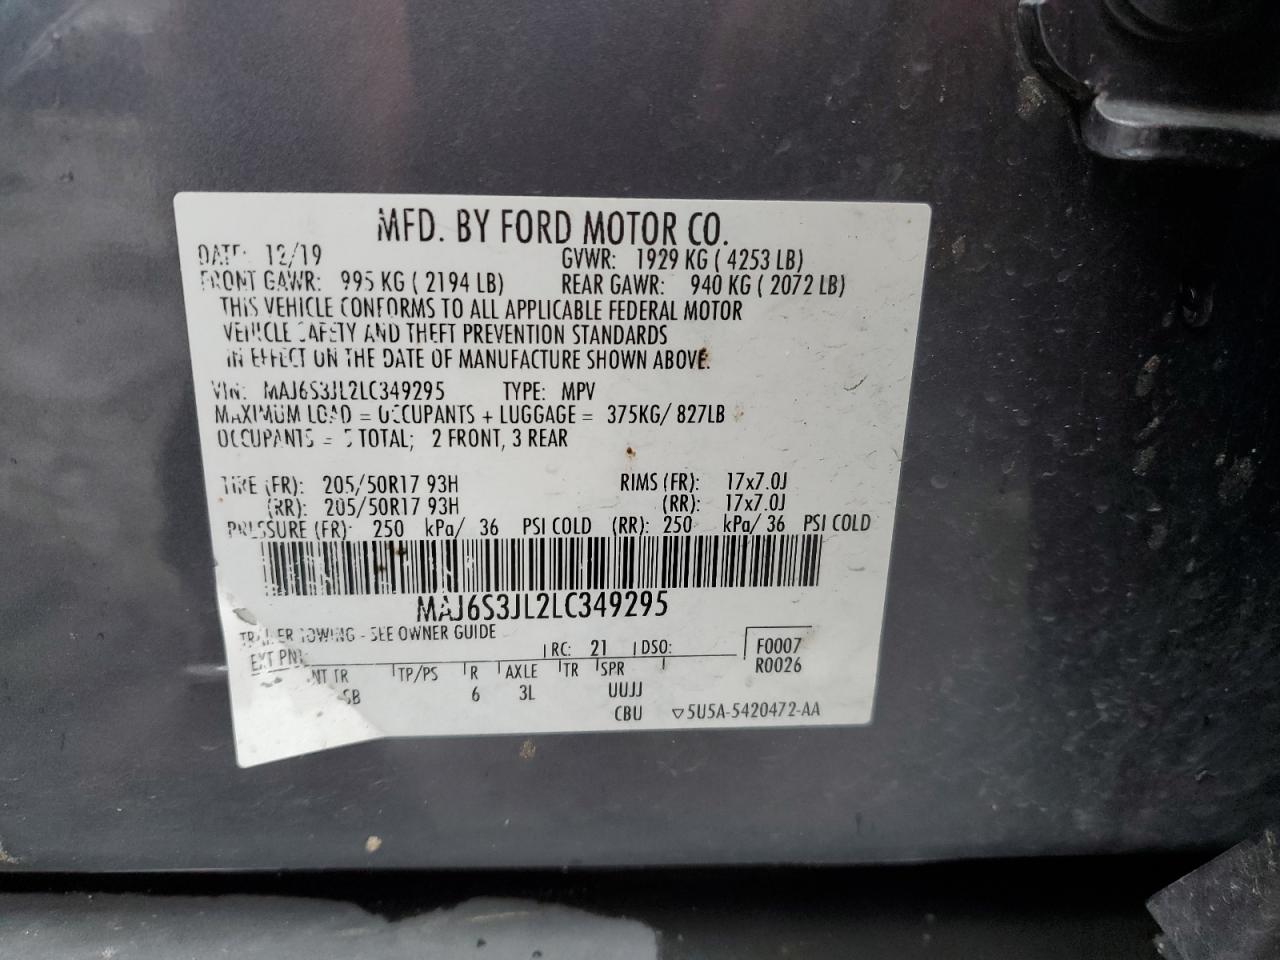 MFD. BY FORD MOTOR CO.
DATE: 12/19 GVWR: 1929 KG ( 4253 LB)
FRONT GAWR: 995 KG ( 2194 LB) REAR GAWR: 940 KG ( 2072 LB)
THIS VEHICLE CONFORMS TO ALL APPLICABLE FEDERAL MOTOR
VEHICLE SAFETY AND THEFT PREVENTION STANDARDS
IN EFFECT ON THE DATE OF MANUFACTURE SHOWN ABOVE.
VIN: MAJ6S3JL2LC349295 TYPE: MPV
MAXIMUM LOAD = OCCUPANTS + LUGGAGE = 375KG/ 827LB
OCCUPANTS = 5 TOTAL; 2 FRONT, 3 REAR
TIRE (FR): 205/50R17 93H RIMS (FR): 17x7.0J
(RR): 205/50R17 93H (RR): 17x7.0J
PRESSURE (FR): 250 kPa/ 36 PSI COLD (RR): 250 kPa/ 36 PSI COLD
MAJ6S3JL2LC349295
TRAILER TOWING - SEE OWNER GUIDE
EXT PNT RC: 21 DSO: F0007
INT TR TP/PS R AXLE TR SPR R0026
6 3L UUJJ
CBU ▽5U5A-5420472-AA